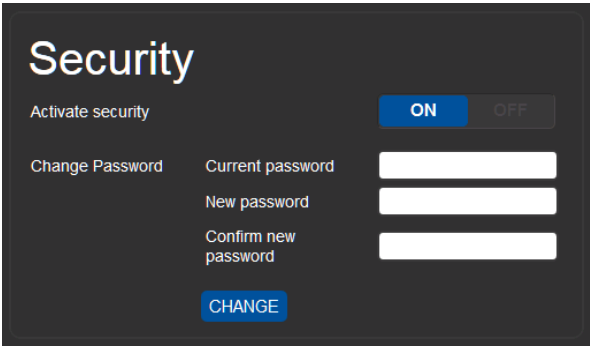 Security
Activate security ON OFF
Change Password Current password
New password
Confirm new
password
CHANGE